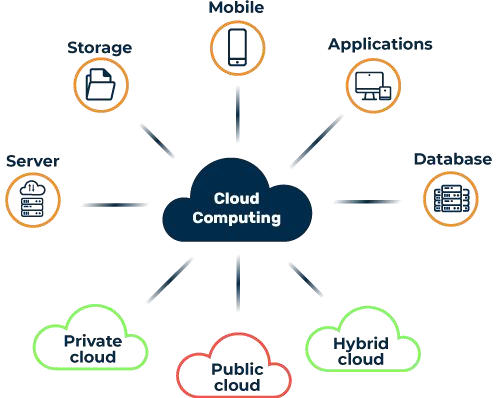 Mobile
Storage
Applications
Server
Database
Cloud
Computing
Private
cloud
Public
cloud
Hybrid
cloud